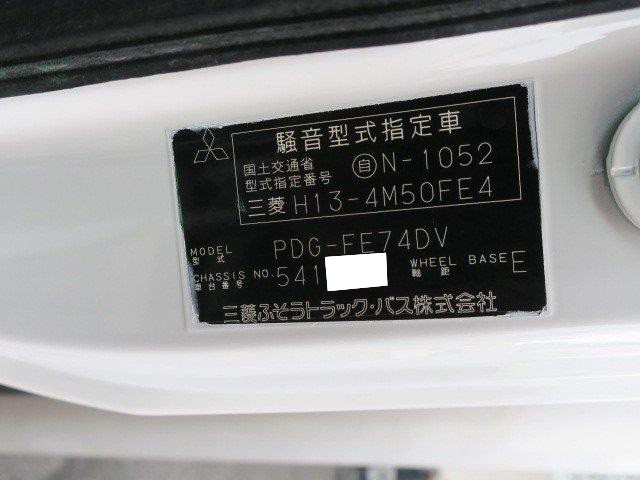 騒音型式指定車
国土交通省
型式指定番号 自N-1052
三菱 H13-4M50FE4
MODEL
型式 PDG-FE74DV
CHASSIS NO. 541
車台番号
WHEEL BASE E
軸距
三菱ふそうトラック・バス株式会社